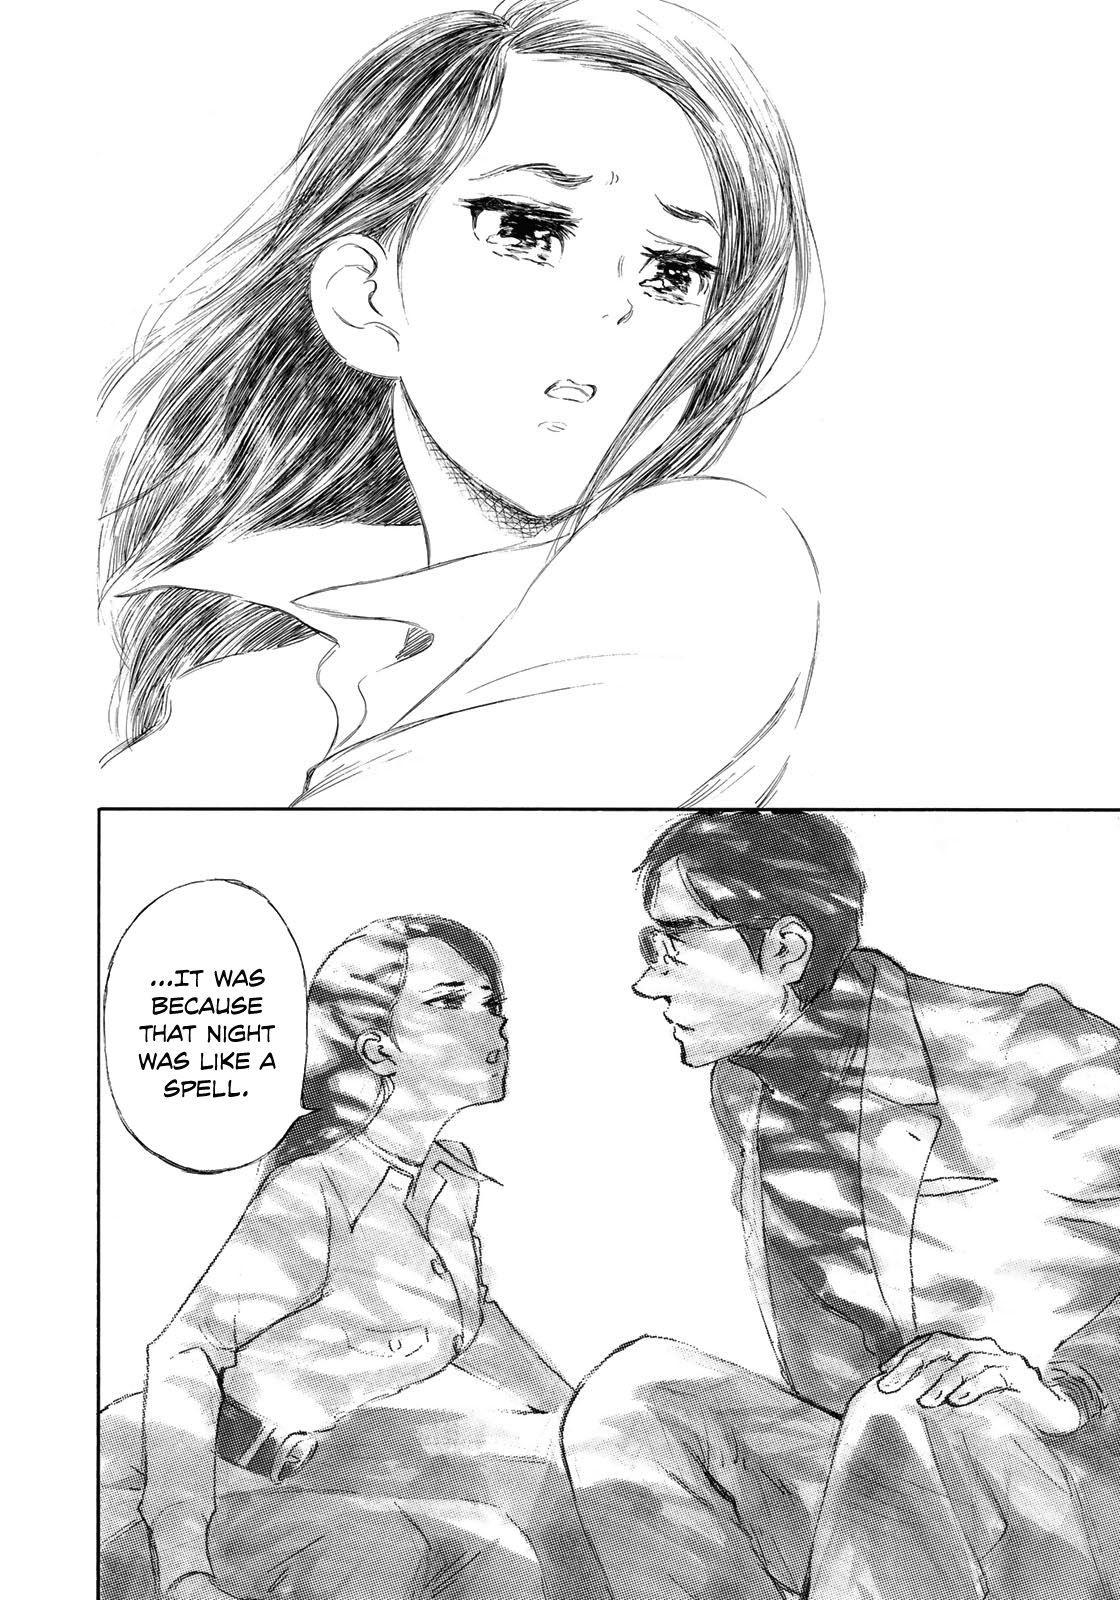 ...IT WAS
BECAUSE
THAT NIGHT
WAS LIKE A
SPELL.